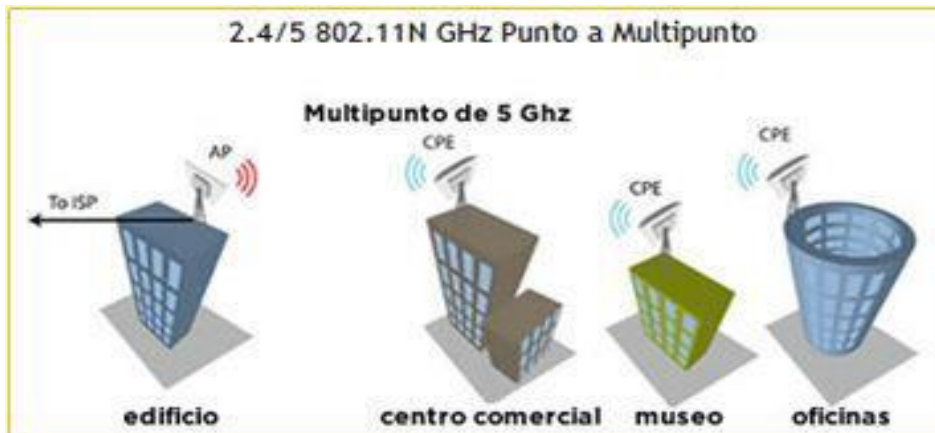 2.4/5 802.11N GHz Punto a Multipunto
Multipunto de 5 Ghz
AP
CPE
CPE
CPE
To ISP
edificio
centro comercial
museo
oficinas